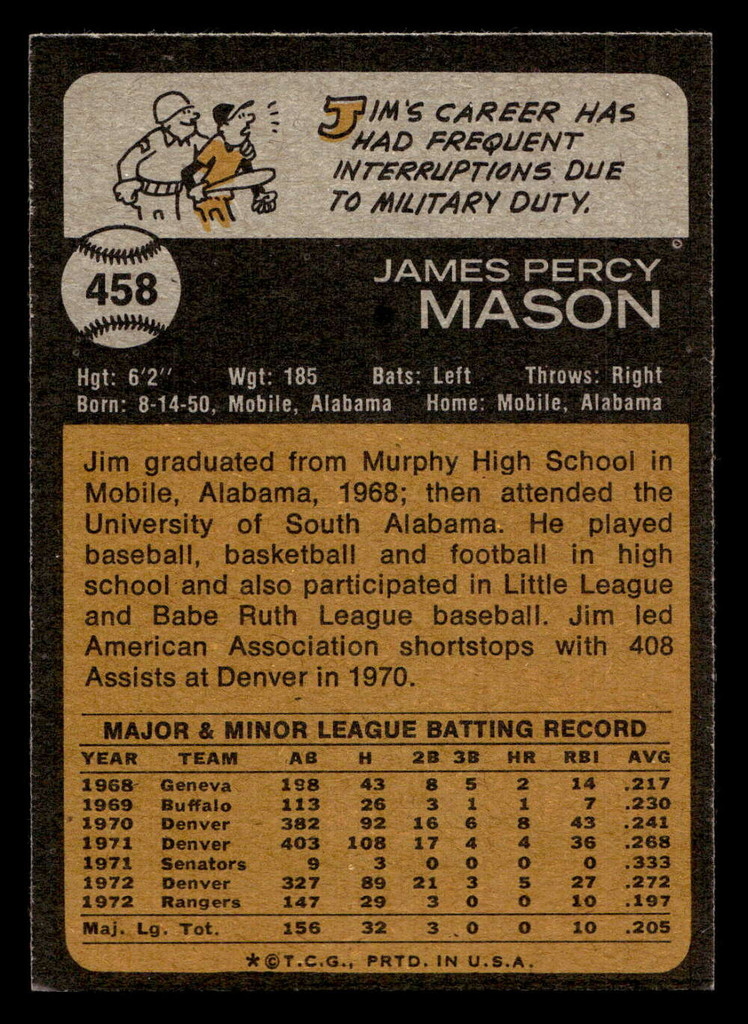 JIM'S CAREER HAS
HAD FREQUENT
INTERRUPTIONS DUE
TO MILITARY DUTY.
458
JAMES PERCY
MASON
Hgt: 6'2'' Wgt: 185 Bats: Left Throws: Right
Born: 8-14-50, Mobile, Alabama Home: Mobile, Alabama
Jim graduated from Murphy High School in
Mobile, Alabama, 1968; then attended the
University of South Alabama. He played
baseball, basketball and football in high
school and also participated in Little League
and Babe Ruth League baseball. Jim led
American Association shortstops with 408
Assists at Denver in 1970.
MAJOR & MINOR LEAGUE BATTING RECORD
YEAR TEAM AB H 2B 3B HR RBI AVG
1968 Geneva 198 43 8 5 2 14 .217
1969 Buffalo 113 26 3 1 1 7 .230
1970 Denver 382 92 16 6 8 43 .241
1971 Denver 403 108 17 4 4 36 .268
1971 Senators 9 3 0 0 0 0 .333
1972 Denver 327 89 21 3 5 27 .272
1972 Rangers 147 29 3 0 0 10 .197
Maj. Lg. Tot. 156 32 3 0 0 10 .205
*©T.C.G., PRTD. IN U.S.A.